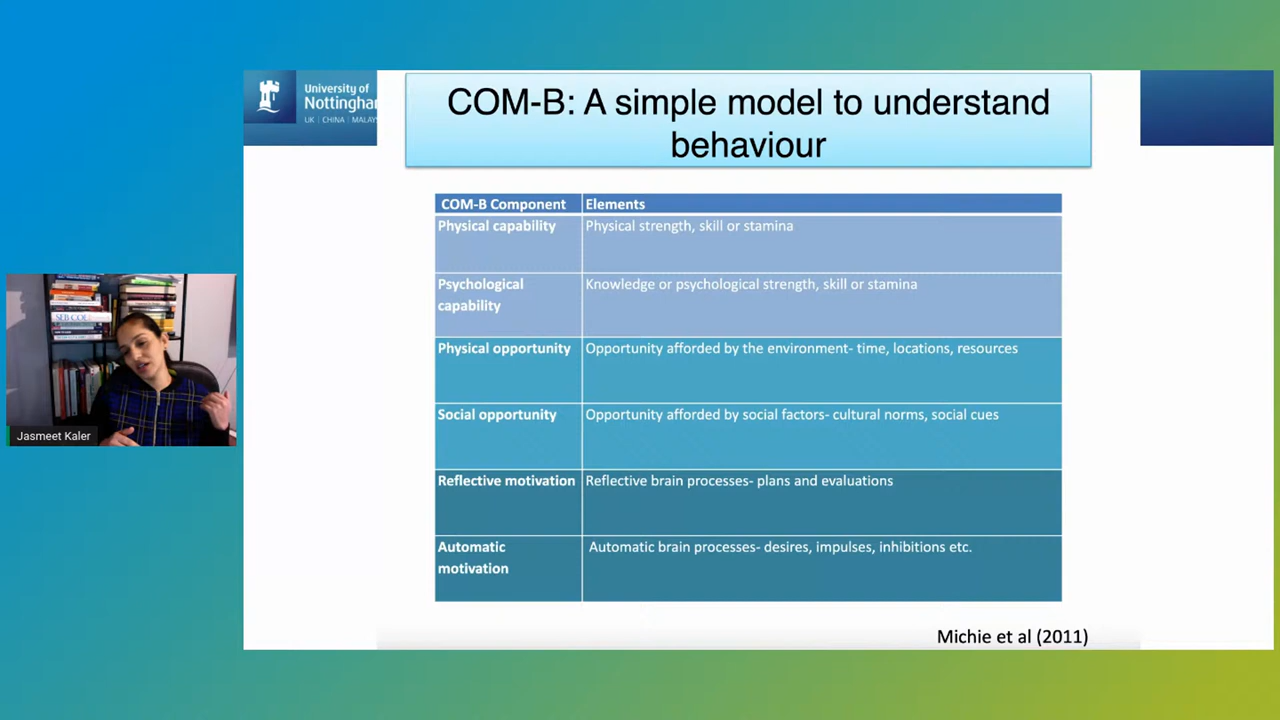 University of
Nottingha
UK | CHINA | MALAY
COM-B: A simple model to understand
behaviour
COM-B Component Elements
Physical capability Physical strength, skill or stamina
Psychological Knowledge or psychological strength, skill or stamina
capability
Physical opportunity Opportunity afforded by the environment- time, locations, resources
Social opportunity Opportunity afforded by social factors- cultural norms, social cues
Reflective motivation Reflective brain processes- plans and evaluations
Automatic Automatic brain processes- desires, impulses, inhibitions etc.
motivation
Michie et al (2011)
Jasmeet Kaler